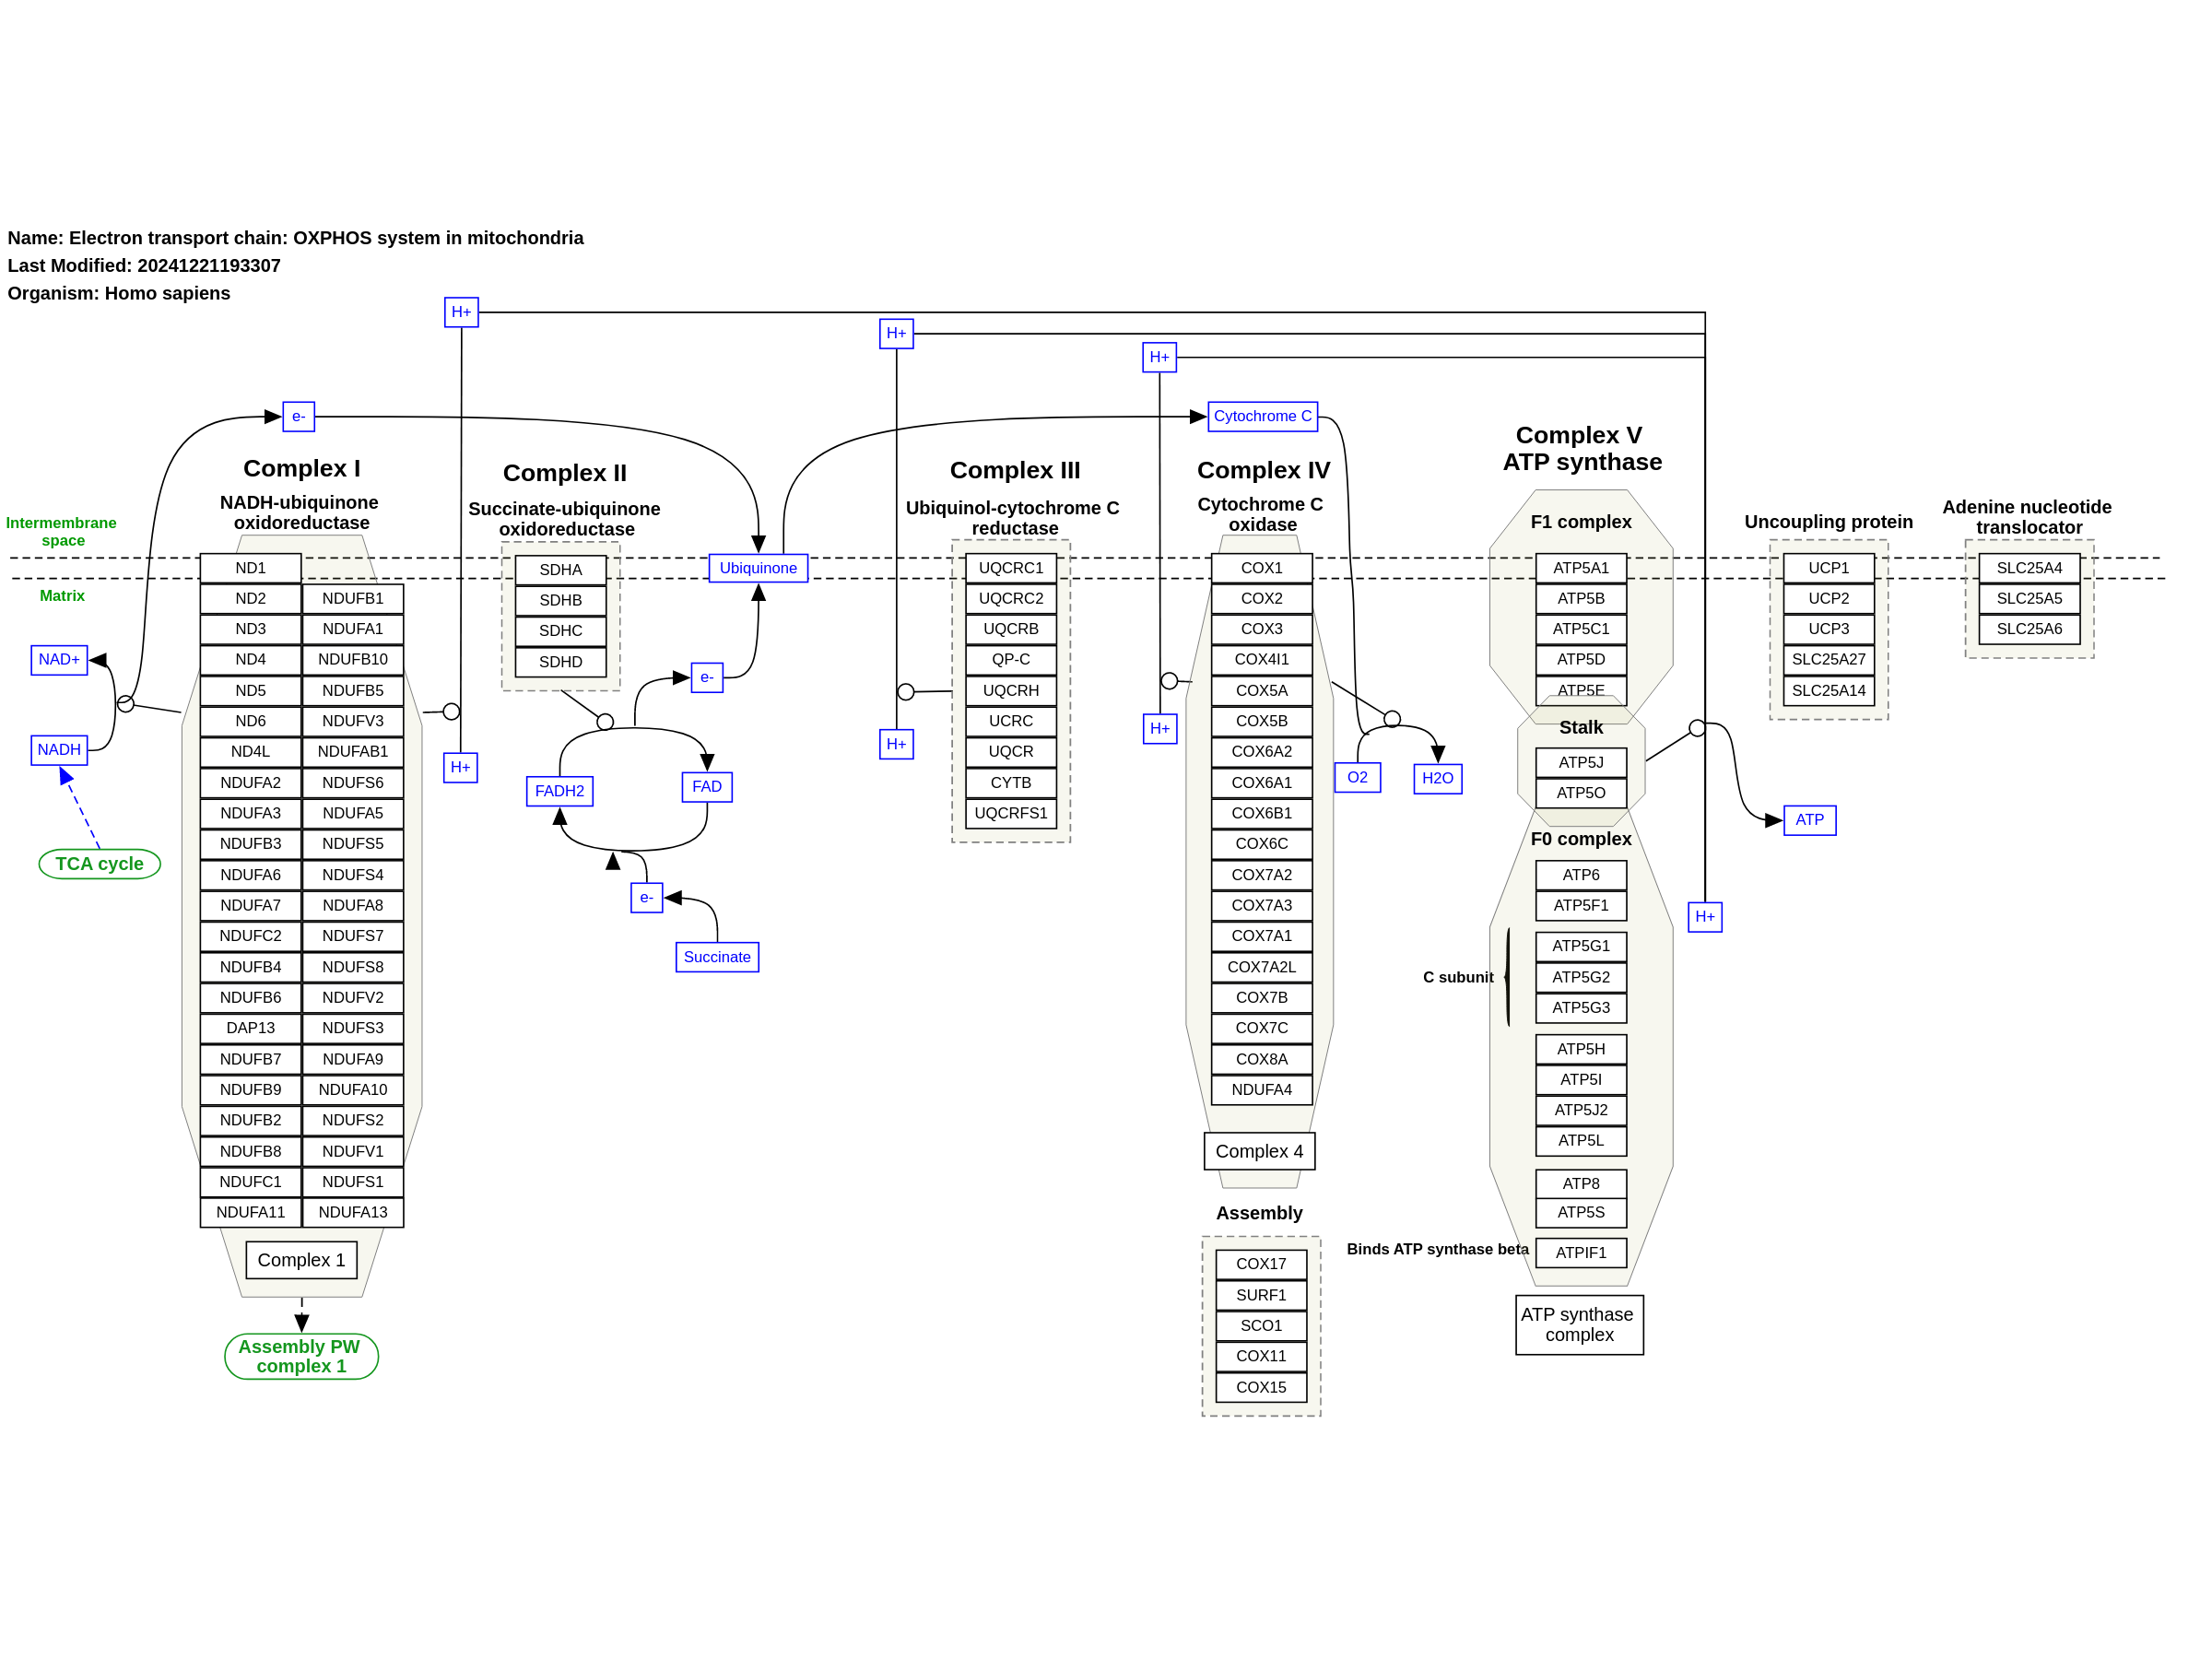 Name: Electron transport chain: OXPHOS system in mitochondria
Last Modified: 20241221193307
Organism: Homo sapiens
H+
H+
H+
e-
Cytochrome C
Complex I
NADH-ubiquinone
oxidoreductase
Complex II
Succinate-ubiquinone
oxidoreductase
Complex III
Ubiquinol-cytochrome C
reductase
Complex IV
Cytochrome C
oxidase
Complex V
ATP synthase
F1 complex
Uncoupling protein
Adenine nucleotide
translocator
Intermembrane
space
Matrix
NAD+
NADH
TCA cycle
ND1
ND2
ND3
ND4
ND5
ND6
ND4L
NDUFA2
NDUFA3
NDUFB3
NDUFA6
NDUFA7
NDUFC2
NDUFB4
NDUFB6
DAP13
NDUFB7
NDUFB9
NDUFB2
NDUFB8
NDUFC1
NDUFA11
NDUFB1
NDUFA1
NDUFB10
NDUFB5
NDUFV3
NDUFAB1
NDUFS6
NDUFA5
NDUFS5
NDUFS4
NDUFA8
NDUFS7
NDUFS8
NDUFV2
NDUFS3
NDUFA9
NDUFA10
NDUFS2
NDUFV1
NDUFS1
NDUFA13
Complex 1
Assembly PW
complex 1
H+
SDHA
SDHB
SDHC
SDHD
Ubiquinone
e-
FADH2
FAD
e-
Succinate
H+
UQCRC1
UQCRC2
UQCRB
QP-C
UQCRH
UCRC
UQCR
CYTB
UQCRFS1
H+
COX1
COX2
COX3
COX4I1
COX5A
COX5B
COX6A2
COX6A1
COX6B1
COX6C
COX7A2
COX7A3
COX7A1
COX7A2L
COX7B
COX7C
COX8A
NDUFA4
Complex 4
Assembly
COX17
SURF1
SCO1
COX11
COX15
O2
H2O
ATP5A1
ATP5B
ATP5C1
ATP5D
ATP5E
Stalk
ATP5J
ATP5O
F0 complex
ATP6
ATP5F1
C subunit
ATP5G1
ATP5G2
ATP5G3
ATP5H
ATP5I
ATP5J2
ATP5L
ATP8
ATP5S
Binds ATP synthase beta
ATPIF1
ATP synthase
complex
ATP
H+
UCP1
UCP2
UCP3
SLC25A27
SLC25A14
SLC25A4
SLC25A5
SLC25A6